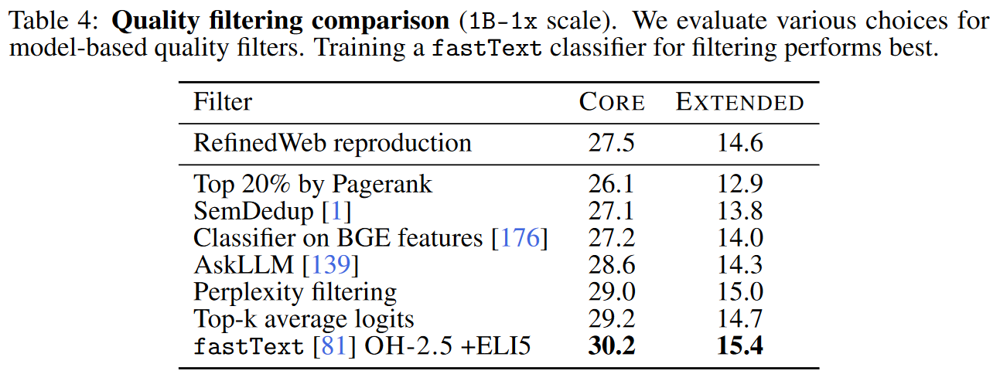 Table 4: Quality filtering comparison (1B-1x scale). We evaluate various choices for
model-based quality filters. Training a fastText classifier for filtering performs best.
Filter CORE EXTENDED
RefinedWeb reproduction 27.5 14.6
Top 20% by Pagerank 26.1 12.9
SemDedup [1] 27.1 13.8
Classifier on BGE features [176] 27.2 14.0
AskLLM [139] 28.6 14.3
Perplexity filtering 29.0 15.0
Top-k average logits 29.2 14.7
fastText [81] OH-2.5 +ELI5 30.2 15.4